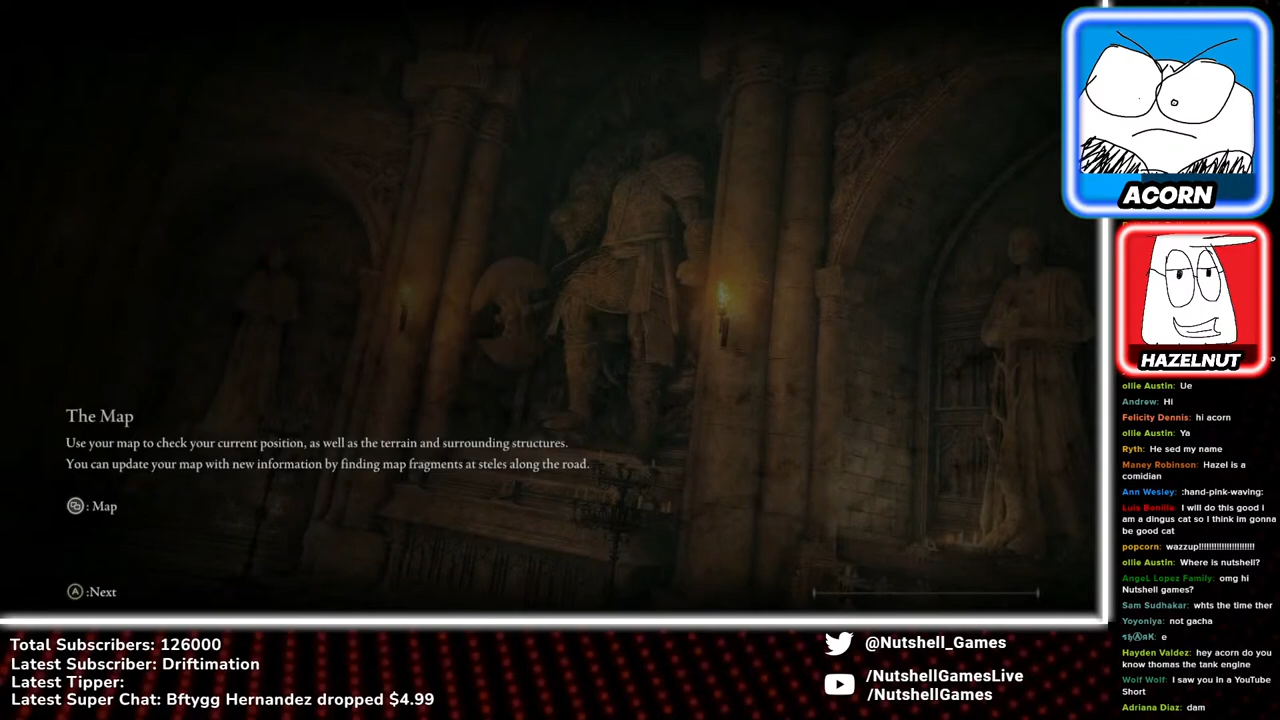 The Map
Use your map to check your current position, as well as the terrain and surrounding structures.
You can update your map with new information by finding map fragments at steles along the road.
: Map
A :Next
ACORN
HAZELNUT
ollie Austin: Ue
Andrew: Hi
Felicity Dennis: hi acorn
ollie Austin: Ya
Ryth: He sed my name
Maney Robinson: Hazel is a
comidian
Ann Wesley: :hand-pink-waving:
Luis Bonilla: I will do this good i
am a dingus cat so i think im gonna
be good cat
popcorn: wazzup!!!!!!!!!!!!!!!!!!!!!!
ollie Austin: Where is nutshell?
AngeL Lopez Family: omg hi
Nutshell games?
Sam Sudhakar: whts the time ther
Yoyoniya: not gacha
e
Hayden Valdez: hey acorn do you
know thomas the tank engine
Wolf Wolf: I saw you In a YouTube
Short
Adriana Diaz: dam
Total Subscribers: 126000
Latest Subscriber: Driftimation
Latest Tipper:
Latest Super Chat: Bftygg Hernandez dropped $4.99
@Nutshell_Games
/NutshellGamesLive
/NutshellGames